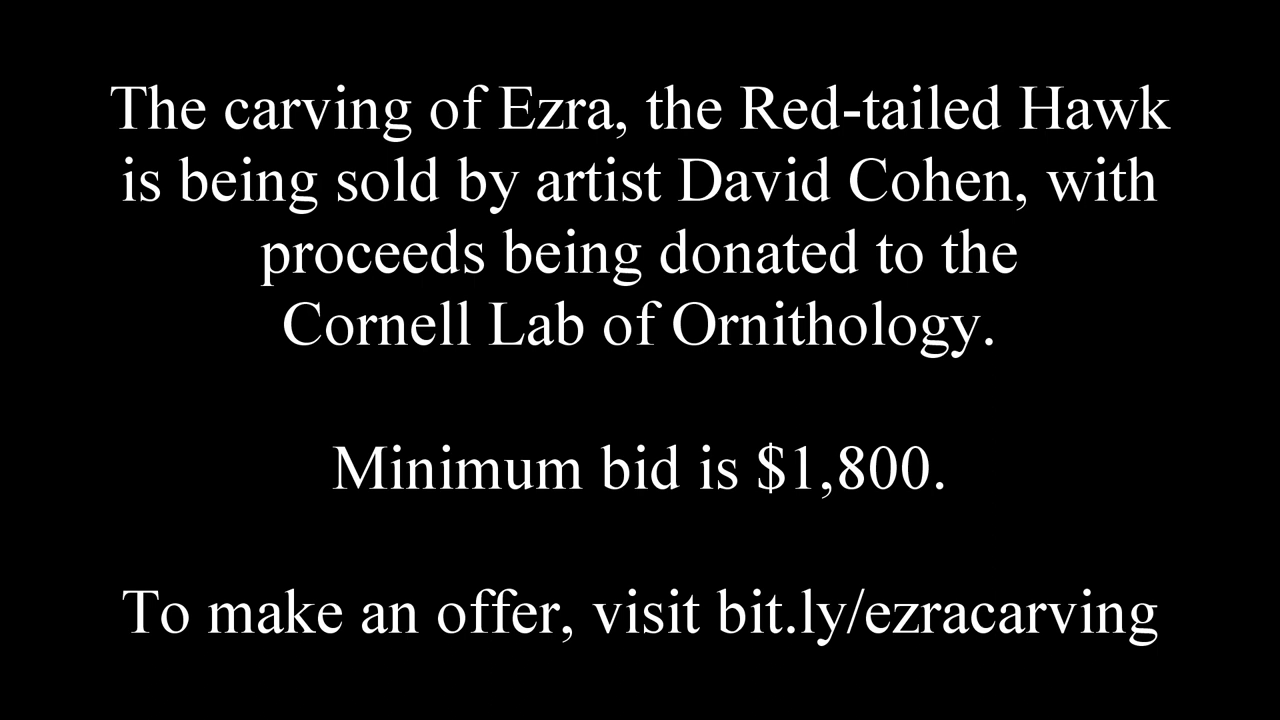 The carving of Ezra, the Red-tailed Hawk
is being sold by artist David Cohen, with
proceeds being donated to the
Cornell Lab of Ornithology.
Minimum bid is $1,800.
To make an offer, visit bit.ly/ezracarving